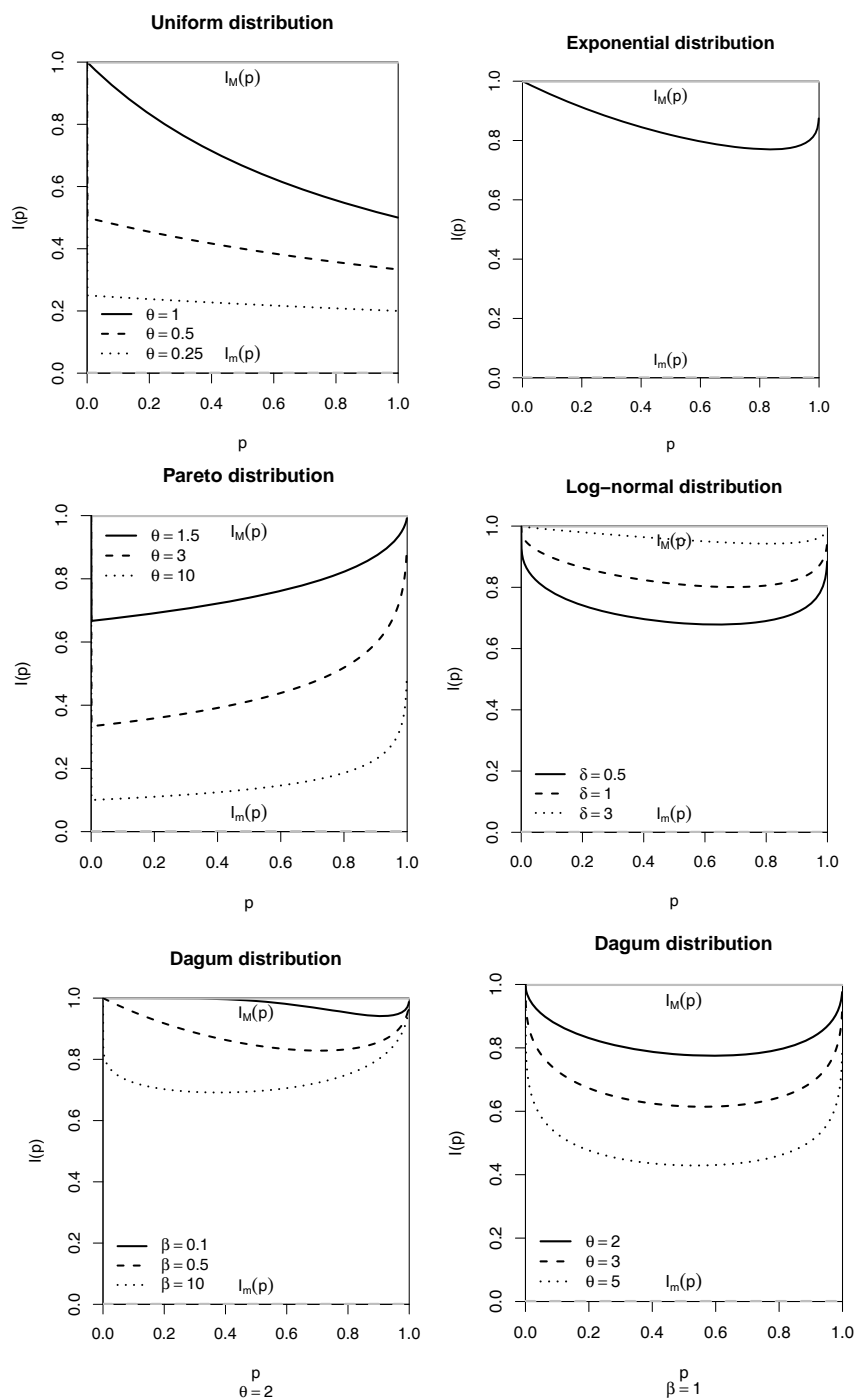 Uniform distribution
I_M(p)
I(p)
1.0
0.8
0.6
0.4
0.2
0.0
θ = 1
θ = 0.5
θ = 0.25
I_m(p)
0.0 0.2 0.4 0.6 0.8 1.0
p
Exponential distribution
I_M(p)
I(p)
1.0
0.8
0.6
0.4
0.2
0.0
I_m(p)
0.0 0.2 0.4 0.6 0.8 1.0
p
Pareto distribution
θ = 1.5
θ = 3
θ = 10
I_M(p)
I(p)
1.0
0.8
0.6
0.4
0.2
0.0
I_m(p)
0.0 0.2 0.4 0.6 0.8 1.0
p
Log−normal distribution
I_M(p)
I(p)
1.0
0.8
0.6
0.4
0.2
0.0
δ = 0.5
δ = 1
δ = 3
I_m(p)
0.0 0.2 0.4 0.6 0.8 1.0
p
Dagum distribution
I_M(p)
I(p)
1.0
0.8
0.6
0.4
0.2
0.0
β = 0.1
β = 0.5
β = 10
I_m(p)
0.0 0.2 0.4 0.6 0.8 1.0
p
θ = 2
Dagum distribution
I_M(p)
I(p)
1.0
0.8
0.6
0.4
0.2
0.0
θ = 2
θ = 3
θ = 5
I_m(p)
0.0 0.2 0.4 0.6 0.8 1.0
p
β = 1